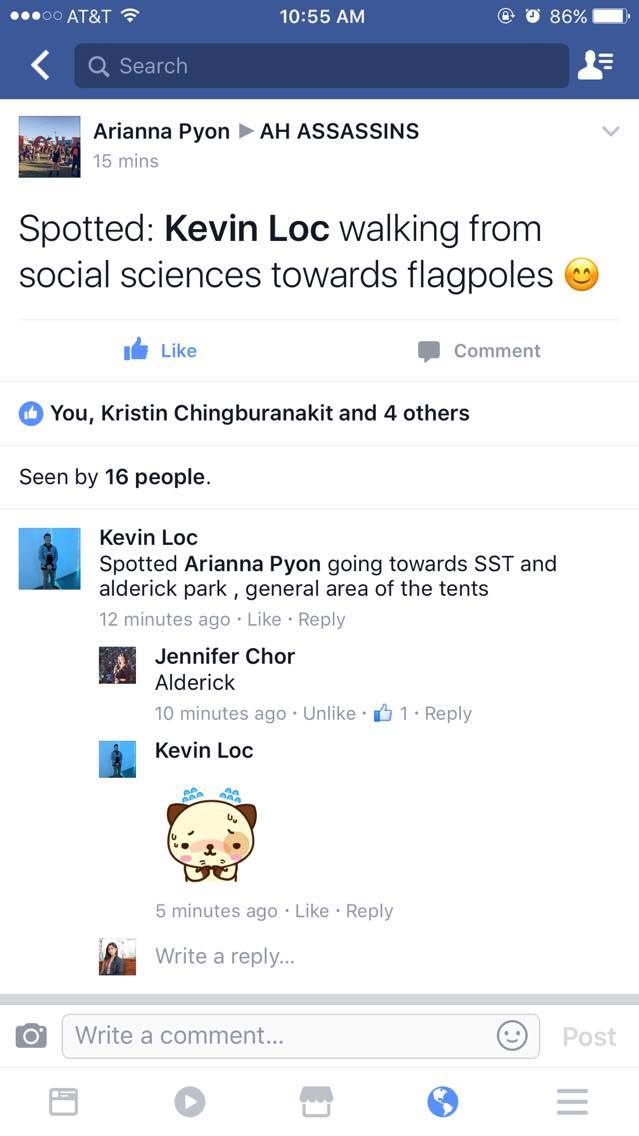 AT&T 10:55 AM 86%
Search
Arianna Pyon ▶ AH ASSASSINS
15 mins
Spotted: Kevin Loc walking from
social sciences towards flagpoles 😊
Like Comment
You, Kristin Chingburanakit and 4 others
Seen by 16 people.
Kevin Loc
Spotted Arianna Pyon going towards SST and
alderick park , general area of the tents
12 minutes ago · Like · Reply
Jennifer Chor
Alderick
10 minutes ago · Unlike · 1 · Reply
Kevin Loc
5 minutes ago · Like · Reply
Write a reply...
Write a comment... Post